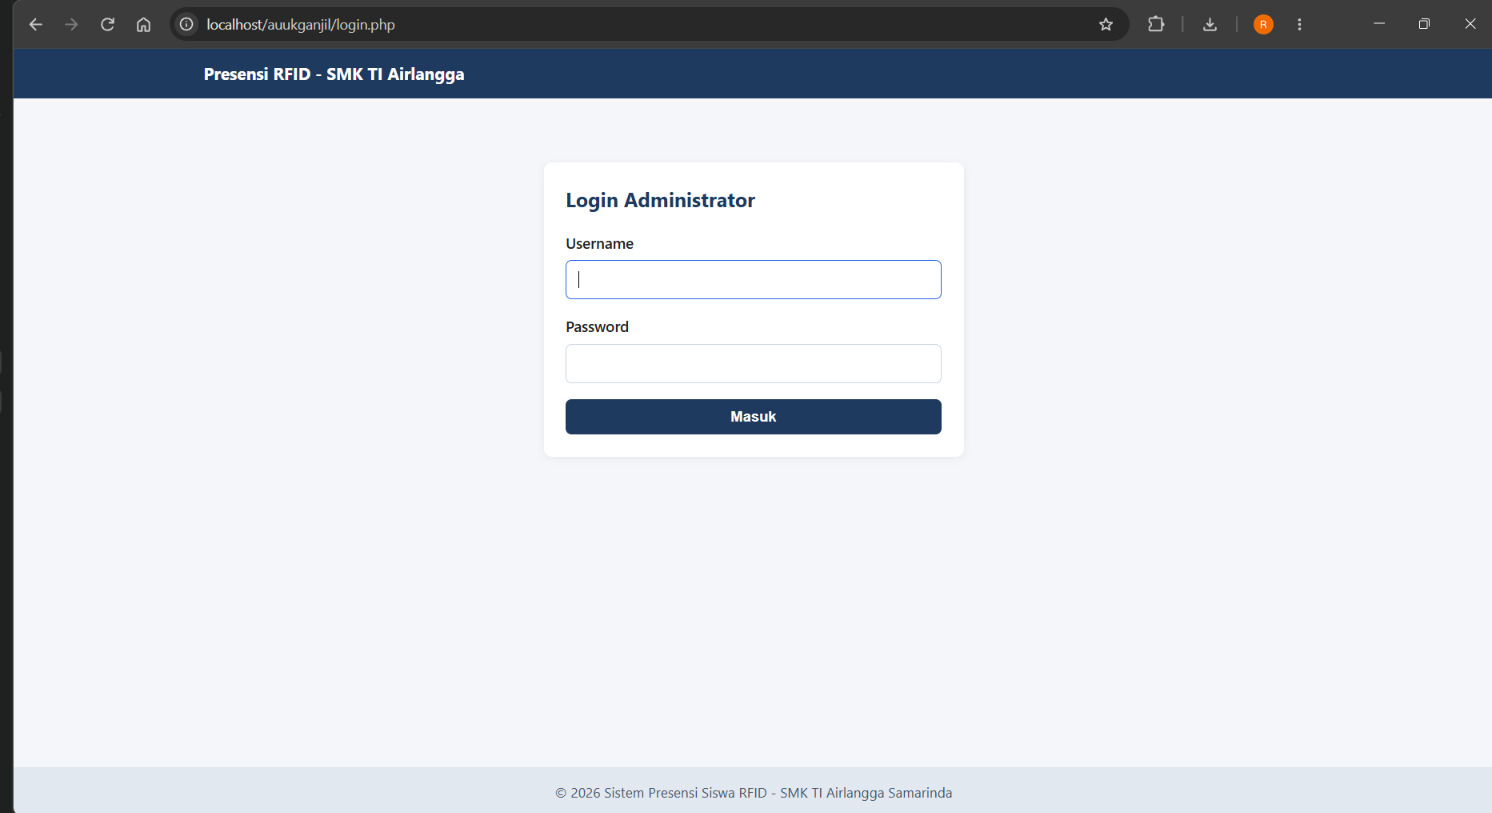 localhost/auukganjil/login.php
R
Presensi RFID - SMK TI Airlangga
Login Administrator
Username
Password
Masuk
© 2026 Sistem Presensi Siswa RFID - SMK TI Airlangga Samarinda